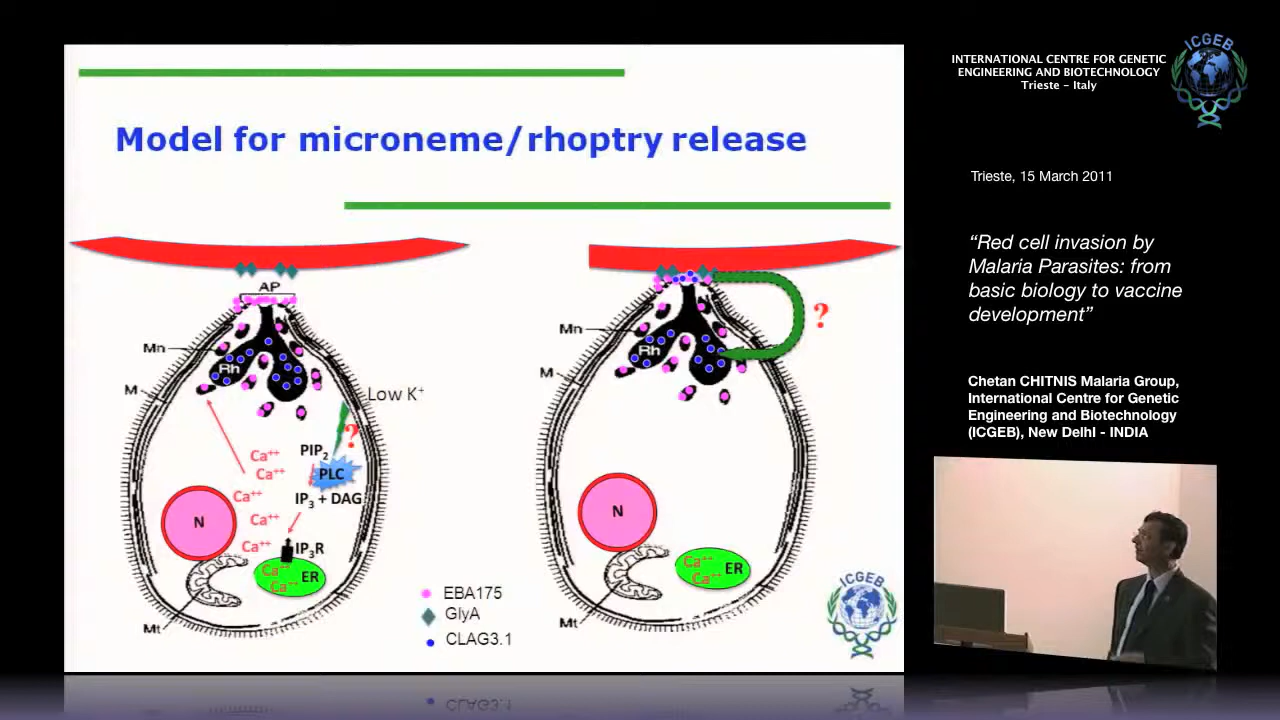 Model for microneme/rhoptry release
AP
Mn
Rh
M
Low K⁺
?
PIP₂
PLC
IP₃ + DAG
Ca⁺⁺
Ca⁺⁺
Ca⁺⁺
Ca⁺⁺
Ca⁺⁺
N
IP₃R
Ca⁺⁺
Ca⁺⁺
ER
Mt
EBA175
GlyA
CLAG3.1
Mn
Rh
M
?
N
Ca⁺⁺
Ca⁺⁺
ER
Mt
ICGEB
INTERNATIONAL CENTRE FOR GENETIC
ENGINEERING AND BIOTECHNOLOGY
Trieste - Italy
ICGEB
Trieste, 15 March 2011
“Red cell invasion by
Malaria Parasites: from
basic biology to vaccine
development”
Chetan CHITNIS Malaria Group,
International Centre for Genetic
Engineering and Biotechnology
(ICGEB), New Delhi - INDIA